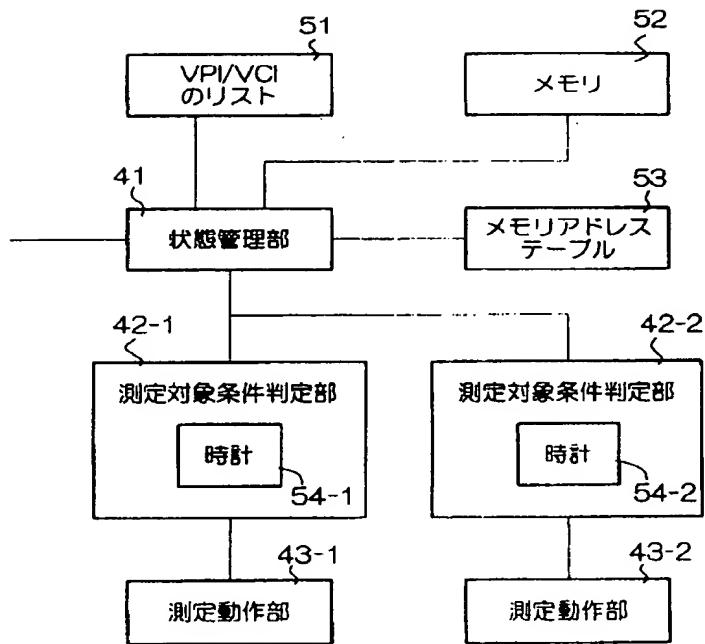 51
VPI/VCI
のリスト
52
メモリ
41
状態管理部
53
メモリアドレス
テーブル
42-1
測定対象条件判定部
時計
54-1
42-2
測定対象条件判定部
時計
54-2
43-1
測定動作部
43-2
測定動作部